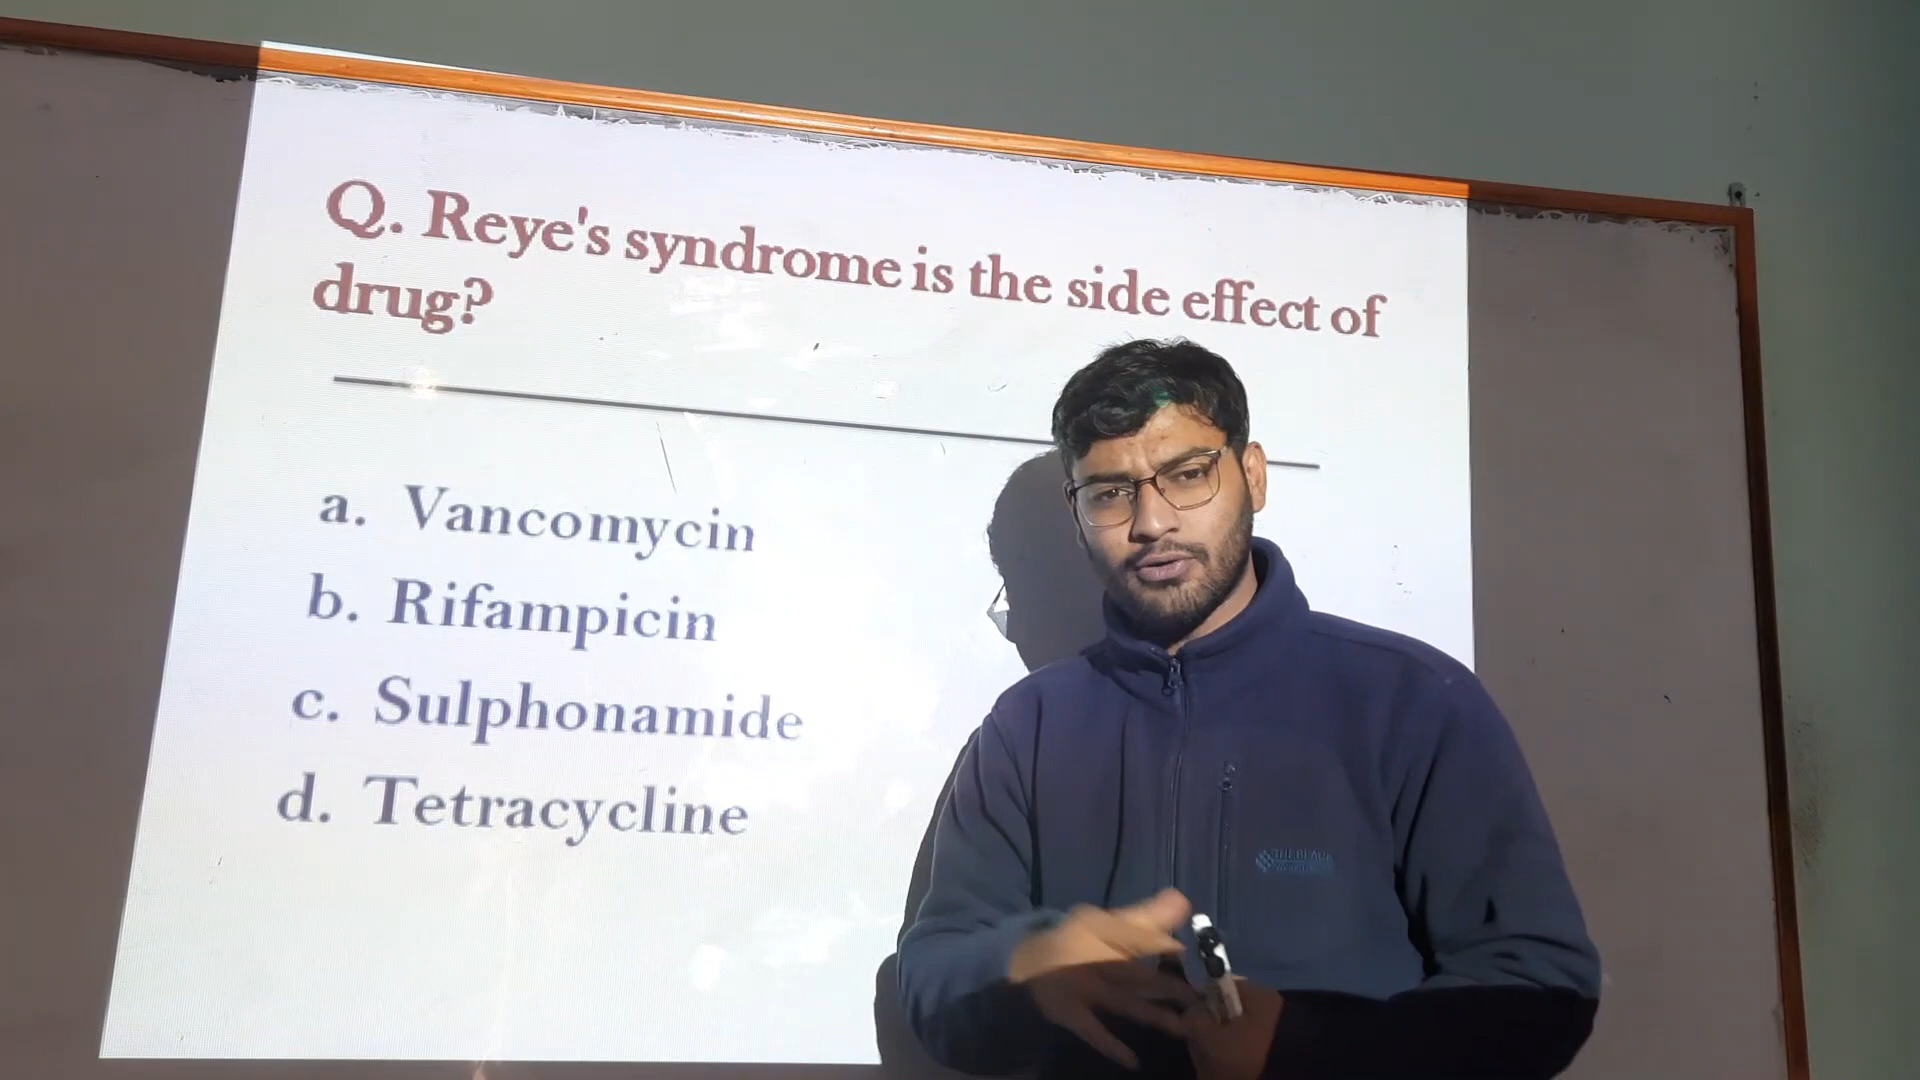 Q. Reye's syndrome is the side effect of
drug?
a. Vancomycin
b. Rifampicin
c. Sulphonamide
d. Tetracycline